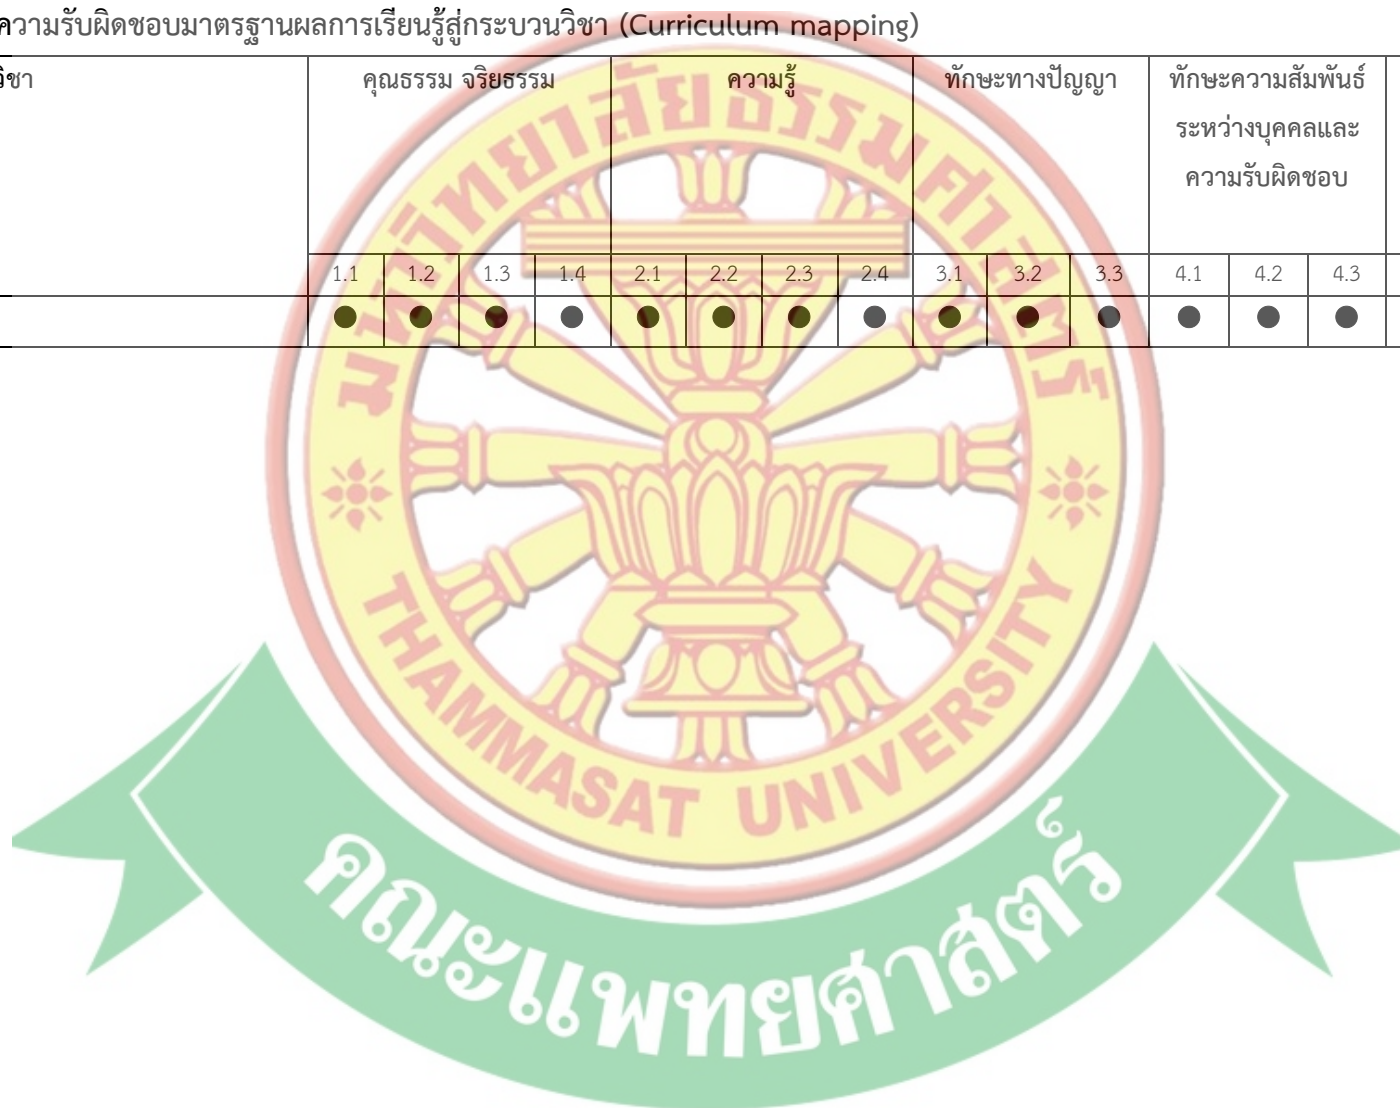 ความรับผิดชอบมาตรฐานผลการเรียนรู้สู่กระบวนวิชา (Curriculum mapping)
วิชา คุณธรรม จริยธรรม ความรู้ ทักษะทางปัญญา ทักษะความสัมพันธ์
ระหว่างบุคคลและ
ความรับผิดชอบ
1.1 1.2 1.3 1.4 2.1 2.2 2.3 2.4 3.1 3.2 3.3 4.1 4.2 4.3
● ● ● ● ● ● ● ● ● ● ● ● ● ●
มหาวิทยาลัยธรรมศาสตร์
THAMMASAT UNIVERSITY
คณะแพทยศาสตร์